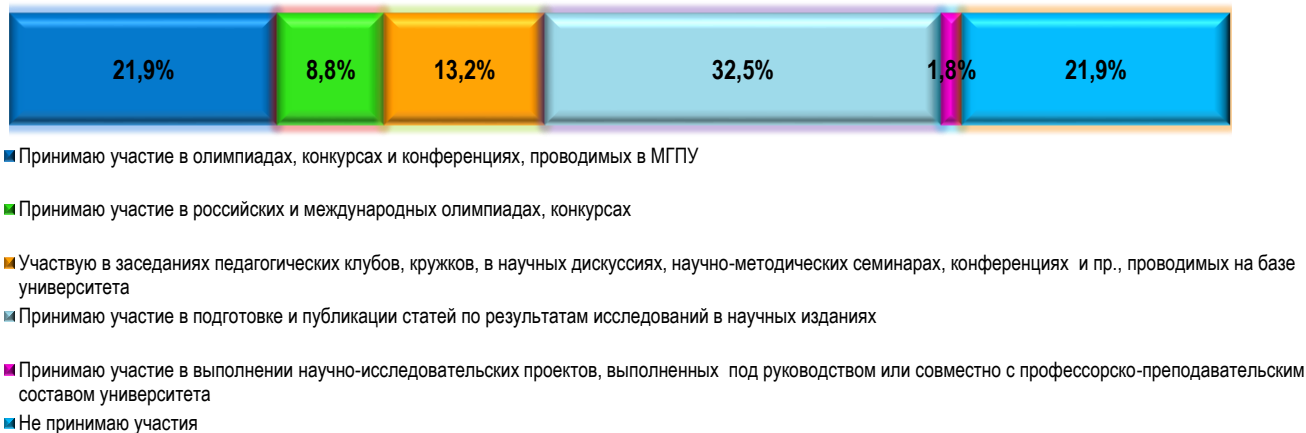 21,9% 8,8% 13,2% 32,5% 1,8% 21,9%
Принимаю участие в олимпиадах, конкурсах и конференциях, проводимых в МГПУ
Принимаю участие в российских и международных олимпиадах, конкурсах
Участвую в заседаниях педагогических клубов, кружков, в научных дискуссиях, научно-методических семинарах, конференциях и пр., проводимых на базе
университета
Принимаю участие в подготовке и публикации статей по результатам исследований в научных изданиях
Принимаю участие в выполнении научно-исследовательских проектов, выполненных под руководством или совместно с профессорско-преподавательским
составом университета
Не принимаю участия